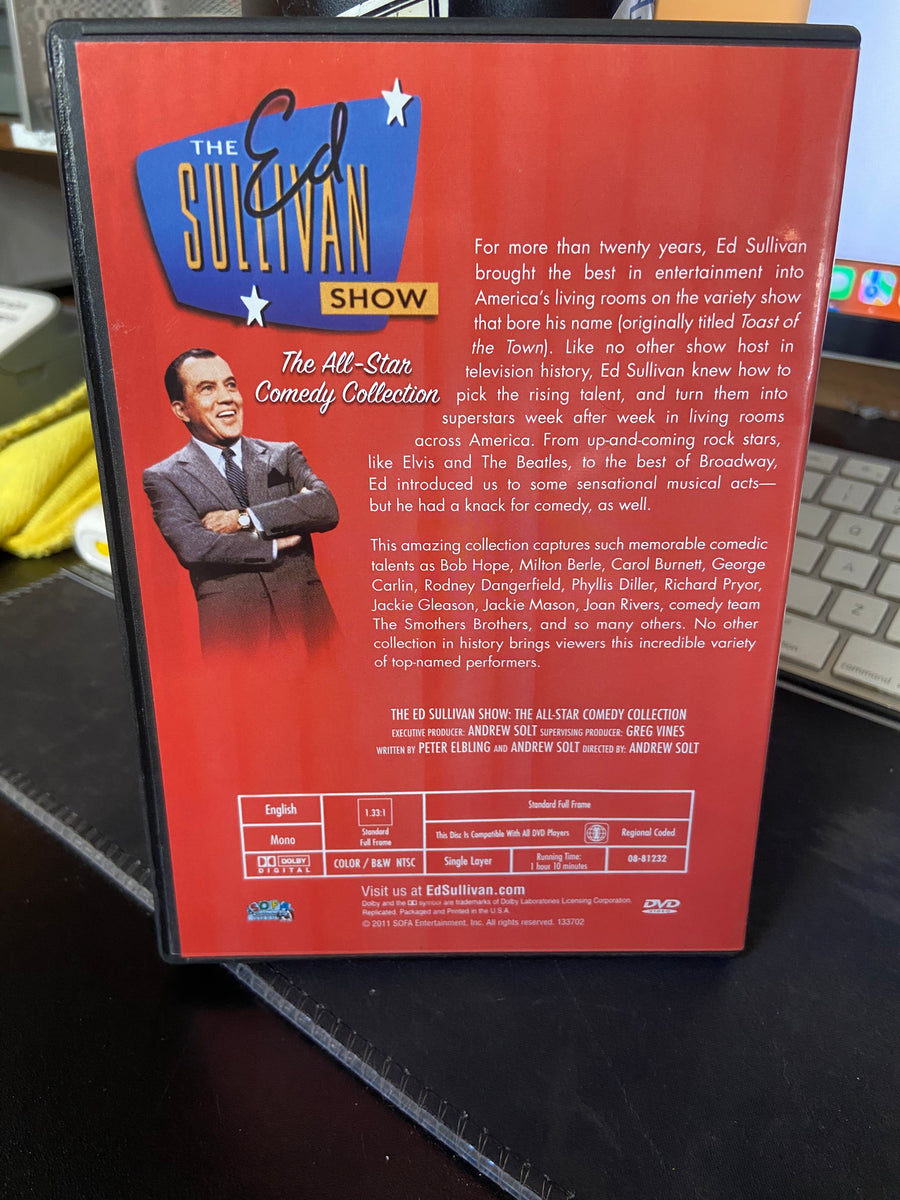 THE Ed
SULLIVAN
SHOW
The All-Star
Comedy Collection
For more than twenty years, Ed Sullivan
brought the best in entertainment into
America's living rooms on the variety show
that bore his name (originally titled Toast of
the Town). Like no other show host in
television history, Ed Sullivan knew how to
pick the rising talent, and turn them into
superstars week after week in living rooms
across America. From up-and-coming rock stars,
like Elvis and The Beatles, to the best of Broadway,
Ed introduced us to some sensational musical acts—
but he had a knack for comedy, as well.
This amazing collection captures such memorable comedic
talents as Bob Hope, Milton Berle, Carol Burnett, George
Carlin, Rodney Dangerfield, Phyllis Diller, Richard Pryor,
Jackie Gleason, Jackie Mason, Joan Rivers, comedy team
The Smothers Brothers, and so many others. No other
collection in history brings viewers this incredible variety
of top-named performers.
THE ED SULLIVAN SHOW: THE ALL-STAR COMEDY COLLECTION
EXECUTIVE PRODUCER: ANDREW SOLT SUPERVISING PRODUCER: GREG VINES
WRITTEN BY PETER ELBLING AND ANDREW SOLT DIRECTED BY: ANDREW SOLT
English
Mono
DOLBY
DIGITAL
1.33:1
Standard
Full Frame
COLOR / B&W NTSC
Standard Full Frame
This Disc Is Compatible With All DVD Players
1
Regional Coded
Single Layer
Running Time:
1 hour 10 minutes
08-81232
Visit us at EdSullivan.com
Dolby and the DD symbol are trademarks of Dolby Laboratories Licensing Corporation.
Replicated, Packaged and Printed in the U.S.A.
© 2011 SOFA Entertainment, Inc. All rights reserved. 133702
SOFA
DVD
VIDEO
Q
A
Z
command